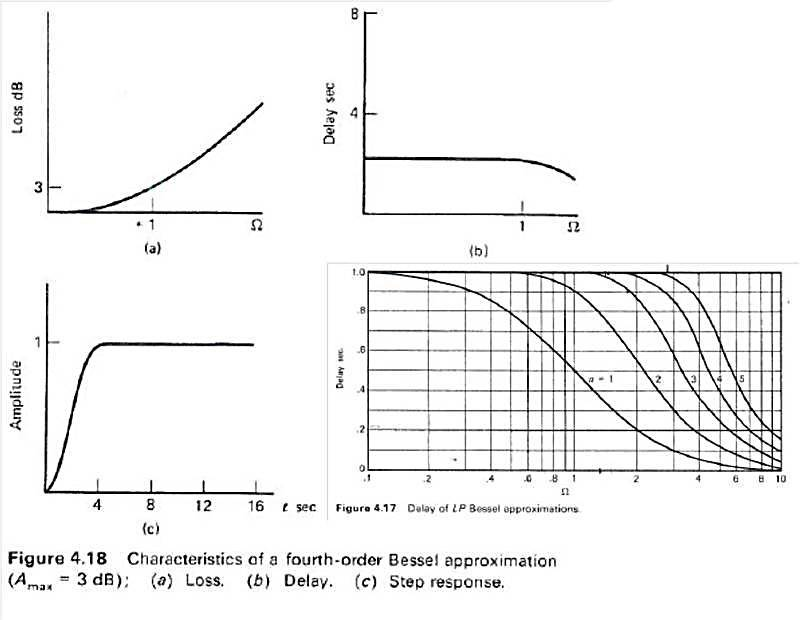 Loss dB
3
1
Ω
(a)
Delay sec
8
4
1
Ω
(b)
Amplitude
1
4 8 12 16 t sec
(c)
Delay sec.
1.0
.8
.6
.4
.2
0
n = 1 2 3 4 5
.1 .2 .4 .6 .8 1 2 4 6 8 10
Ω
Figure 4.17 Delay of LP Bessel approximations.
Figure 4.18 Characteristics of a fourth-order Bessel approximation
(Amax = 3 dB); (a) Loss. (b) Delay. (c) Step response.